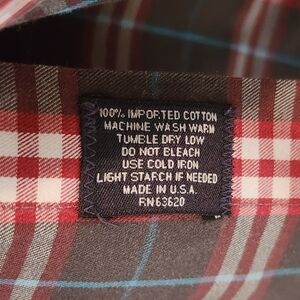 100% IMPORTED COTTON
MACHINE WASH WARM
TUMBLE DRY LOW
DO NOT BLEACH
USE COLD IRON
LIGHT STARCH IF NEEDED
MADE IN U.S.A.
RN63620